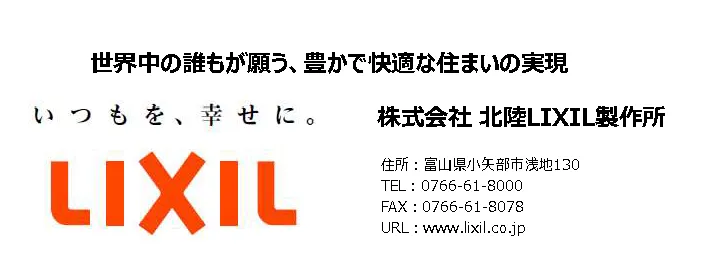 世界中の誰もが願う、豊かで快適な住まいの実現
いつもを、幸せに。
LIXIL
株式会社 北陸LIXIL製作所
住所：富山県小矢部市浅地130
TEL：0766-61-8000
FAX：0766-61-8078
URL：www.lixil.co.jp